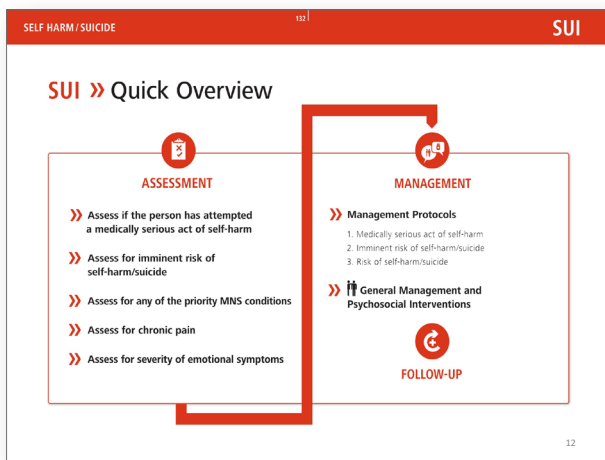 SELF HARM / SUICIDE
132
SUI
SUI » Quick Overview
ASSESSMENT
» Assess if the person has attempted
a medically serious act of self-harm
» Assess for imminent risk of
self-harm/suicide
» Assess for any of the priority MNS conditions
» Assess for chronic pain
» Assess for severity of emotional symptoms
MANAGEMENT
» Management Protocols
1. Medically serious act of self-harm
2. Imminent risk of self-harm/suicide
3. Risk of self-harm/suicide
» General Management and
Psychosocial Interventions
FOLLOW-UP
12